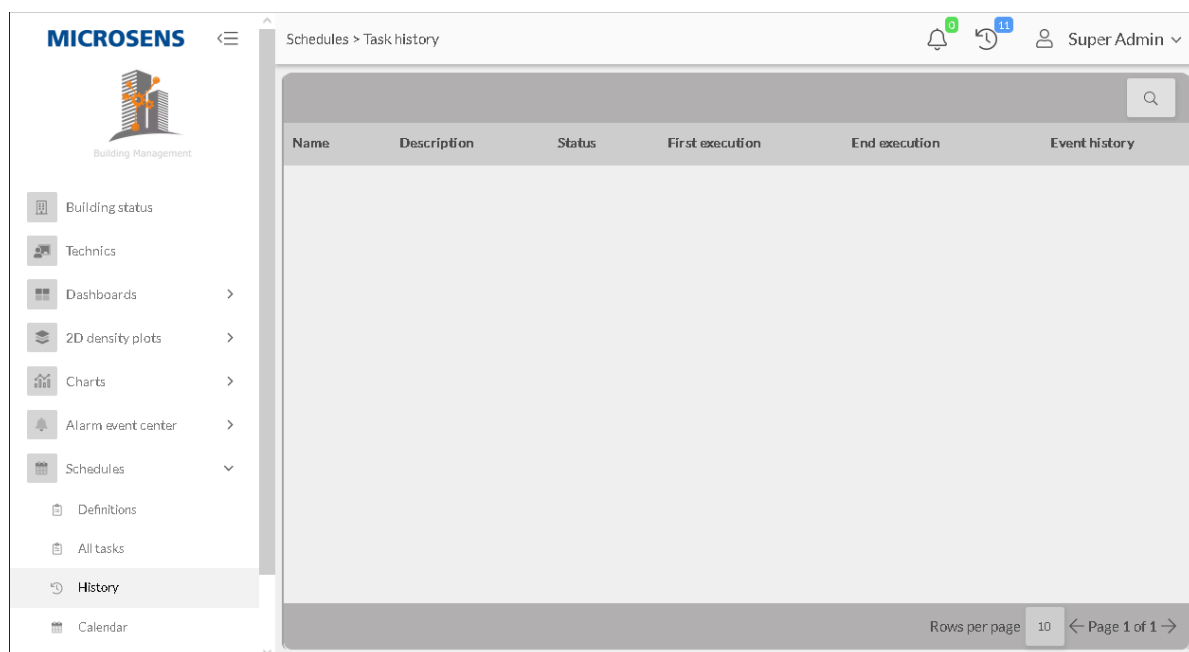 MICROSENS
Building Management
Building status
Technics
Dashboards
2D density plots
Charts
Alarm event center
Schedules
Definitions
All tasks
History
Calendar
Schedules > Task history
0
11
Super Admin
Name Description Status First execution End execution Event history
Rows per page 10 Page 1 of 1